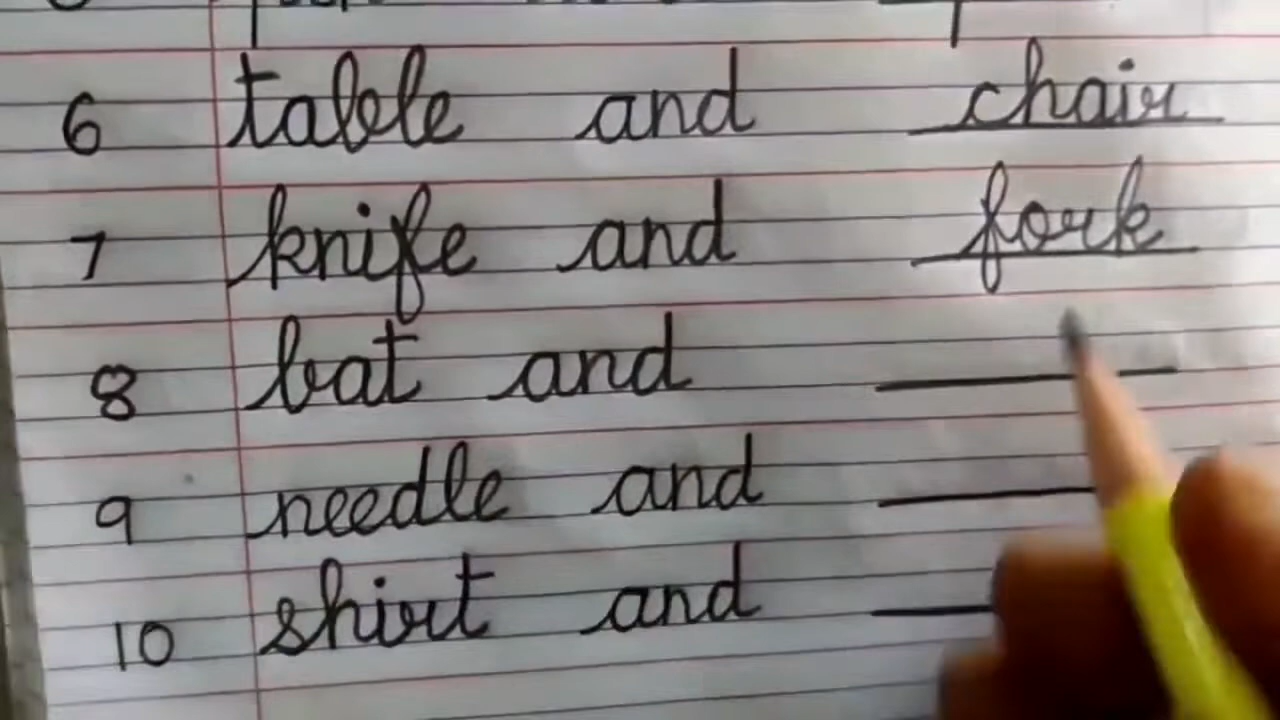 6 table and chair
7 knife and fork
8 bat and
9 needle and
10 shirt and